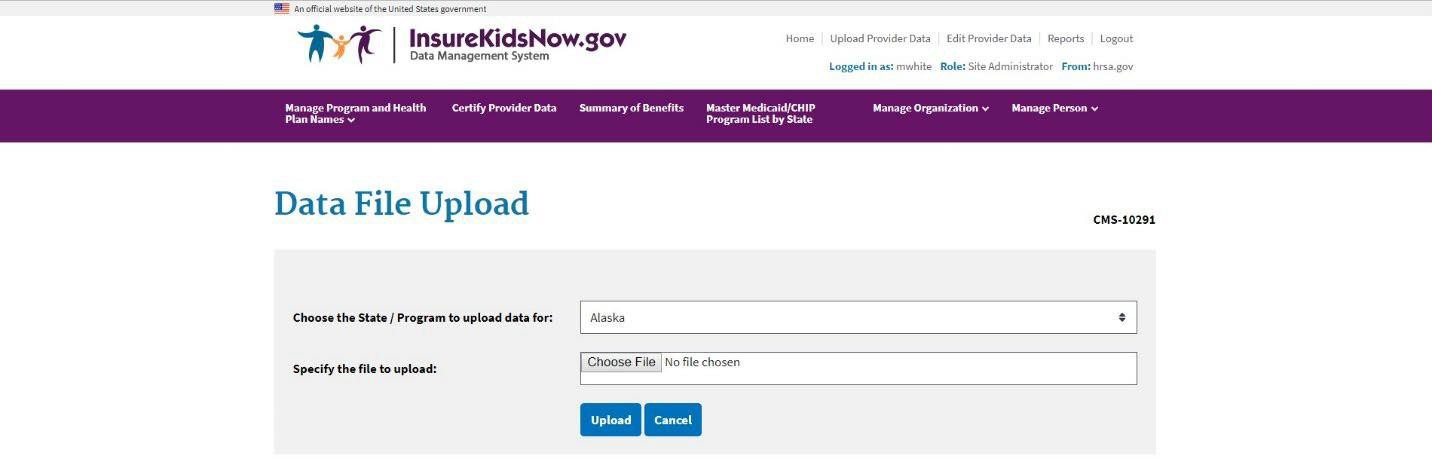 An official website of the United States government
InsureKidsNow.gov
Data Management System
Home Upload Provider Data Edit Provider Data Reports Logout
Logged in as: mwhite Role: Site Administrator From: hrsa.gov
Manage Program and Health
Plan Names
Certify Provider Data
Summary of Benefits
Master Medicaid/CHIP
Program List by State
Manage Organization
Manage Person
Data File Upload
CMS-10291
Choose the State / Program to upload data for: Alaska
Specify the file to upload: Choose File No file chosen
Upload Cancel